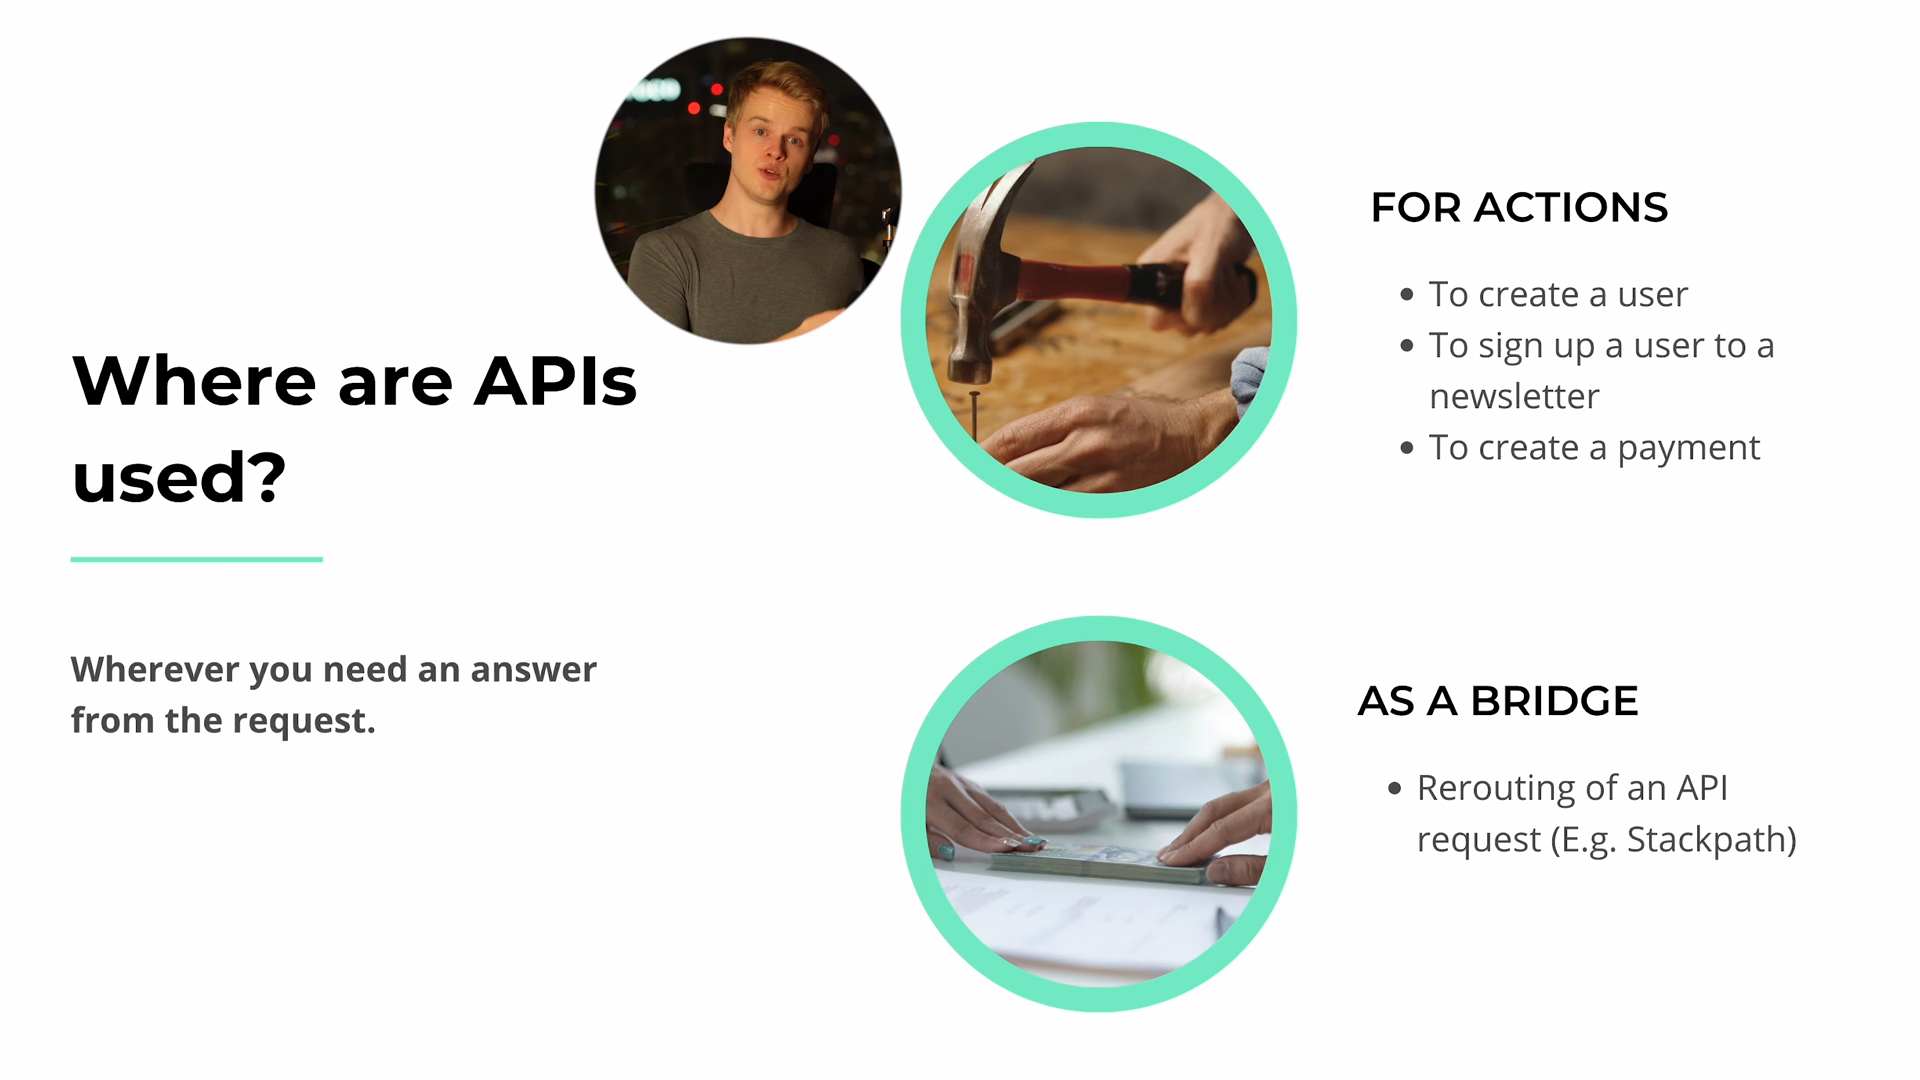 Where are APIs
used?
Wherever you need an answer
from the request.
FOR ACTIONS
To create a user
To sign up a user to a
newsletter
To create a payment
AS A BRIDGE
Rerouting of an API
request (E.g. Stackpath)